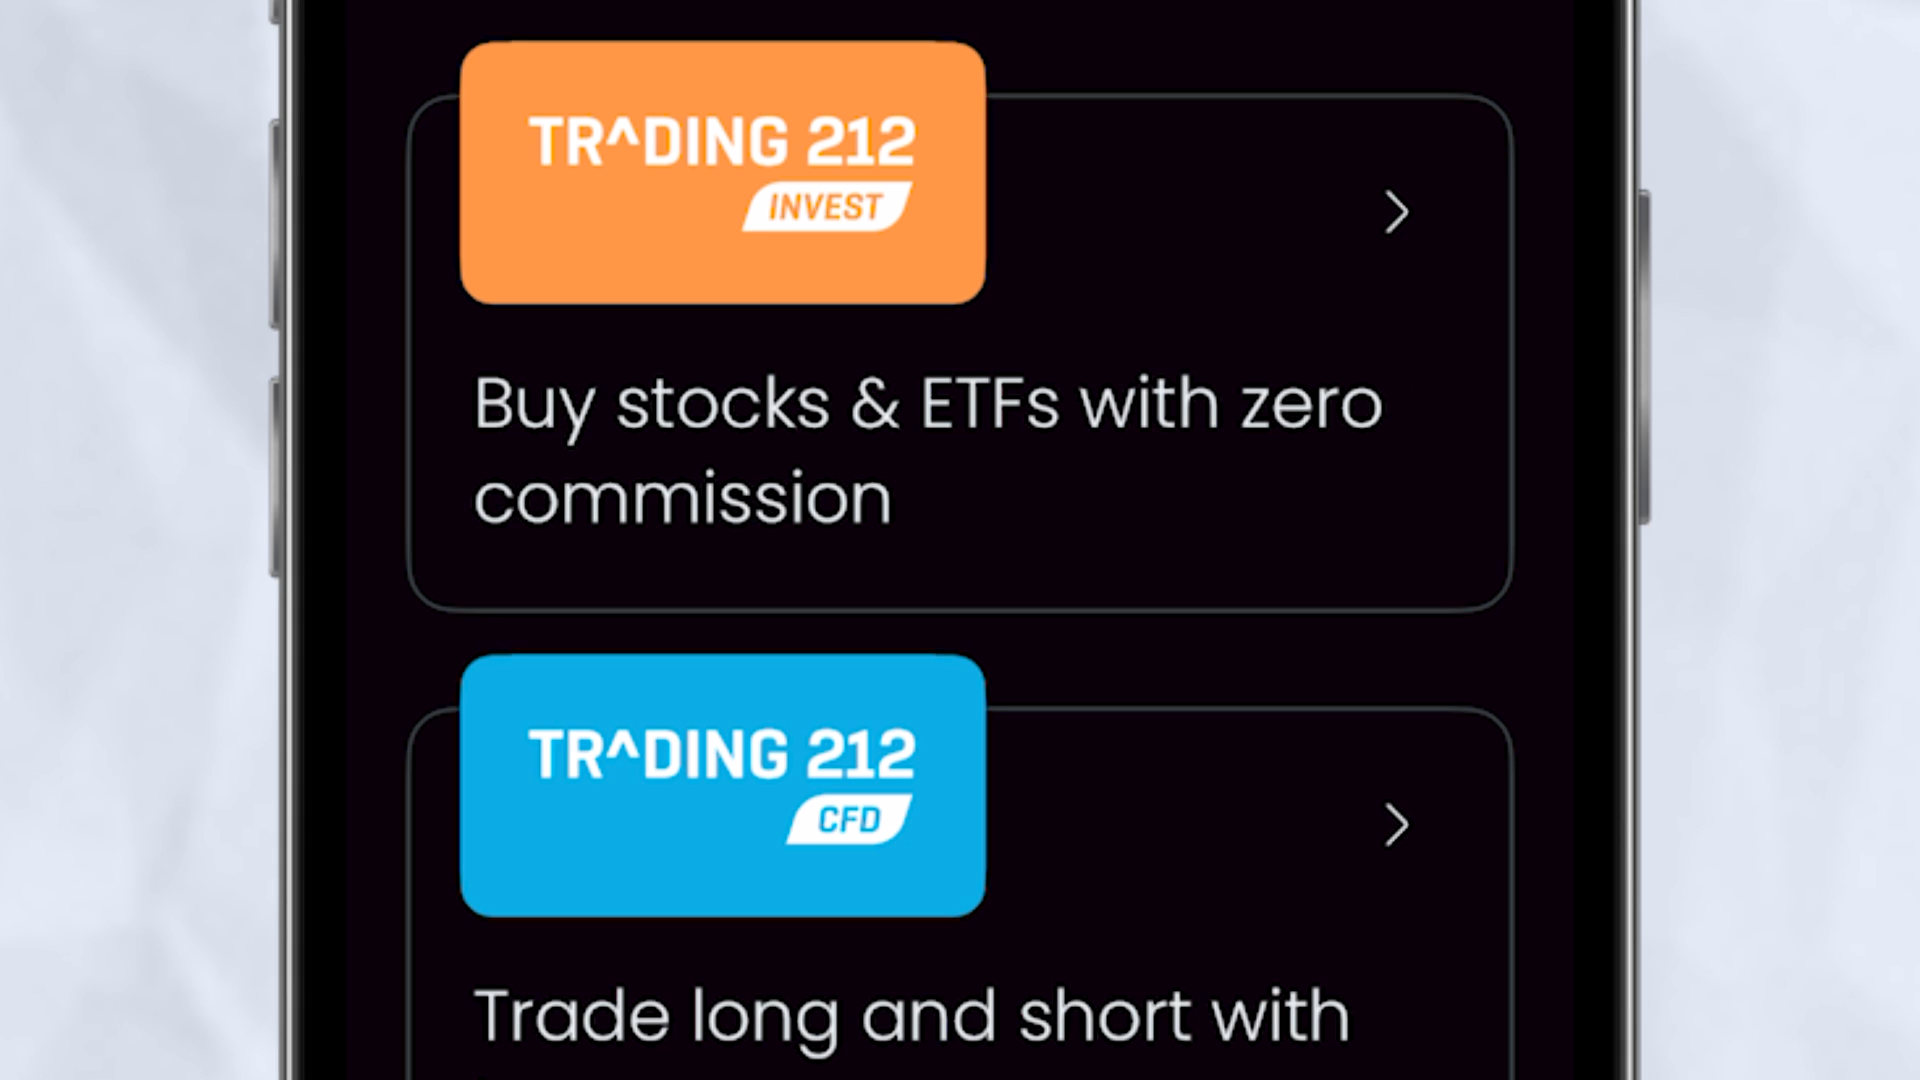 TR^DING 212
INVEST
Buy stocks & ETFs with zero
commission
TR^DING 212
CFD
Trade long and short with